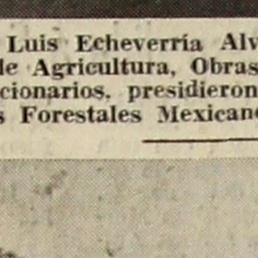 Luis Echeverría Alv
de Agricultura, Obras
cionarios, presidieron
s Forestales Mexican